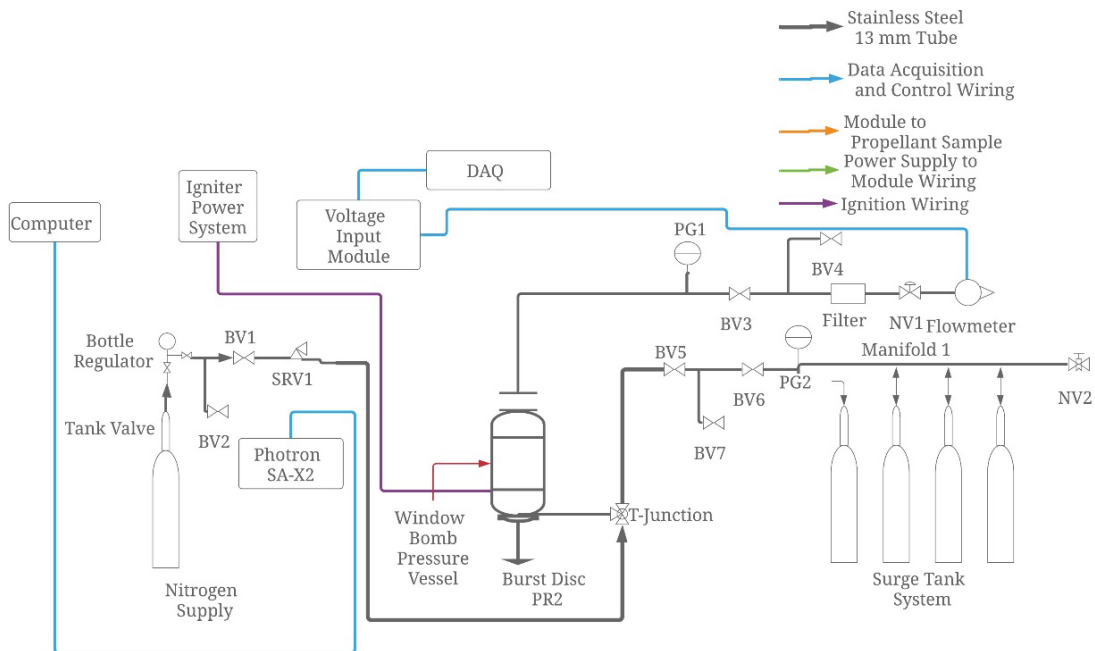 Stainless Steel
13 mm Tube
Data Acquisition
and Control Wiring
Module to
Propellant Sample
Power Supply to
Module Wiring
Ignition Wiring
DAQ
Igniter
Power
System
Voltage
Input
Module
Computer
PG1
BV4
BV3
Filter
NV1
Flowmeter
Bottle
Regulator
BV1
SRV1
BV2
Tank Valve
Photron
SA-X2
BV5
BV6
BV7
PG2
Manifold 1
NV2
Window
Bomb
Pressure
Vessel
T-Junction
Burst Disc
PR2
Nitrogen
Supply
Surge Tank
System